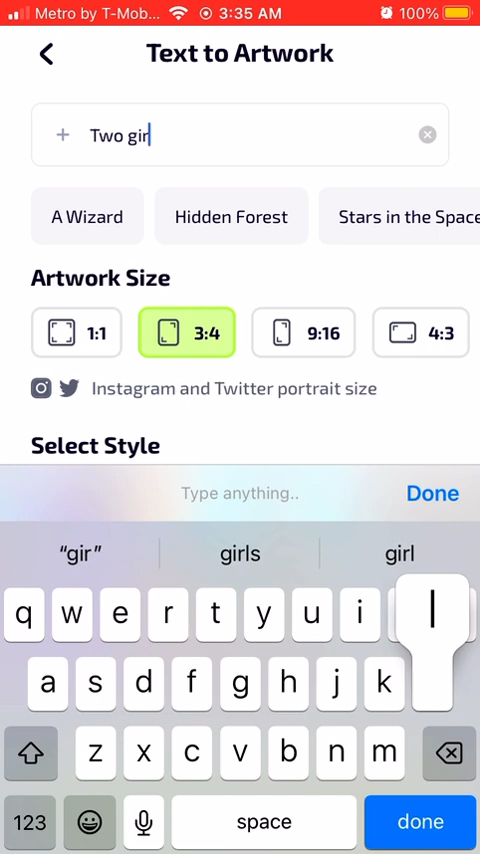 Metro by T-Mob... 3:35 AM 100%
Text to Artwork
+ Two gir
A Wizard Hidden Forest Stars in the Space
Artwork Size
1:1 3:4 9:16 4:3
Instagram and Twitter portrait size
Select Style
Type anything.. Done
“gir” girls girl
q w e r t y u i l
a s d f g h j k
z x c v b n m
123 space done